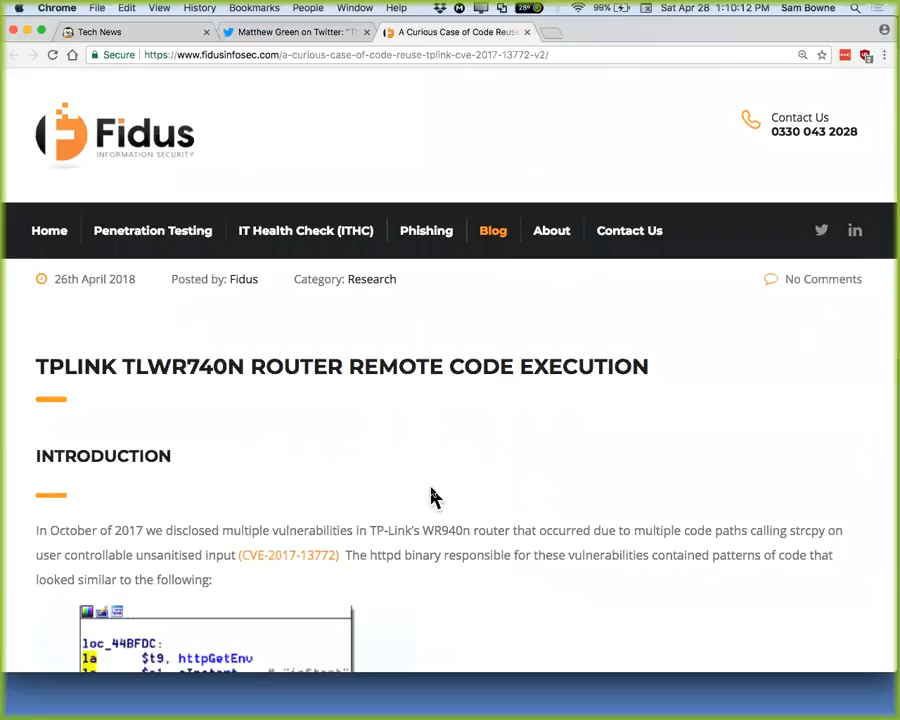 Chrome File Edit View History Bookmarks People Window Help 28° 98% Sat Apr 28 1:10:12 PM Sam Bowne
Tech News × Matthew Green on Twitter: "Th × A Curious Case of Code Reuse ×
Secure https://www.fidusinfosec.com/a-curious-case-of-code-reuse-tplink-cve-2017-13772-v2/
Fidus
INFORMATION SECURITY
Contact Us
0330 043 2028
Home Penetration Testing IT Health Check (ITHC) Phishing Blog About Contact Us
26th April 2018 Posted by: Fidus Category: Research No Comments
TPLINK TLWR740N ROUTER REMOTE CODE EXECUTION
INTRODUCTION
In October of 2017 we disclosed multiple vulnerabilities in TP-Link's WR940n router that occurred due to multiple code paths calling strcpy on
user controllable unsanitised input (CVE-2017-13772) The httpd binary responsible for these vulnerabilities contained patterns of code that
looked similar to the following:
loc_44BFDC:
la $t9, httpGetEnv